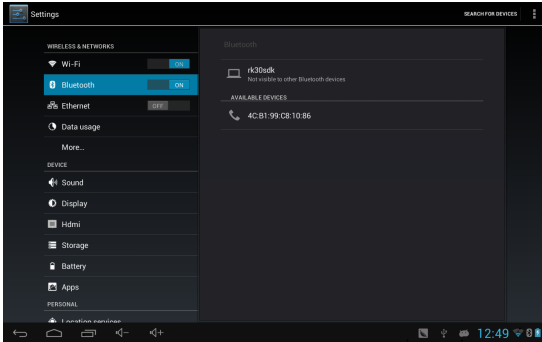 Settings
SEARCH FOR DEVICES
WIRELESS & NETWORKS
Wi-Fi
ON
Bluetooth
ON
Ethernet
OFF
Data usage
More...
DEVICE
Sound
Display
Hdmi
Storage
Battery
Apps
PERSONAL
Location services
Bluetooth
rk30sdk
Not visible to other Bluetooth devices
AVAILABLE DEVICES
4C:B1:99:C8:10:86
12:49